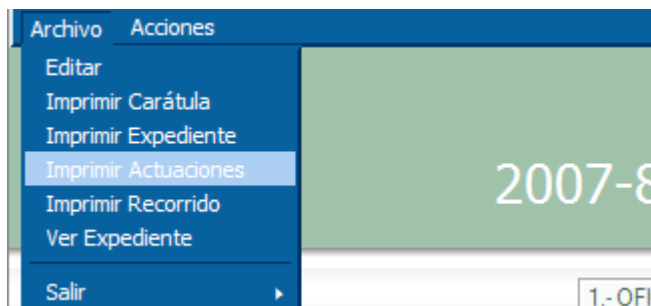 Archivo Acciones
Editar
Imprimir Carátula
Imprimir Expediente
Imprimir Actuaciones
2007-8
Imprimir Recorrido
Ver Expediente
Salir
1.- OFI